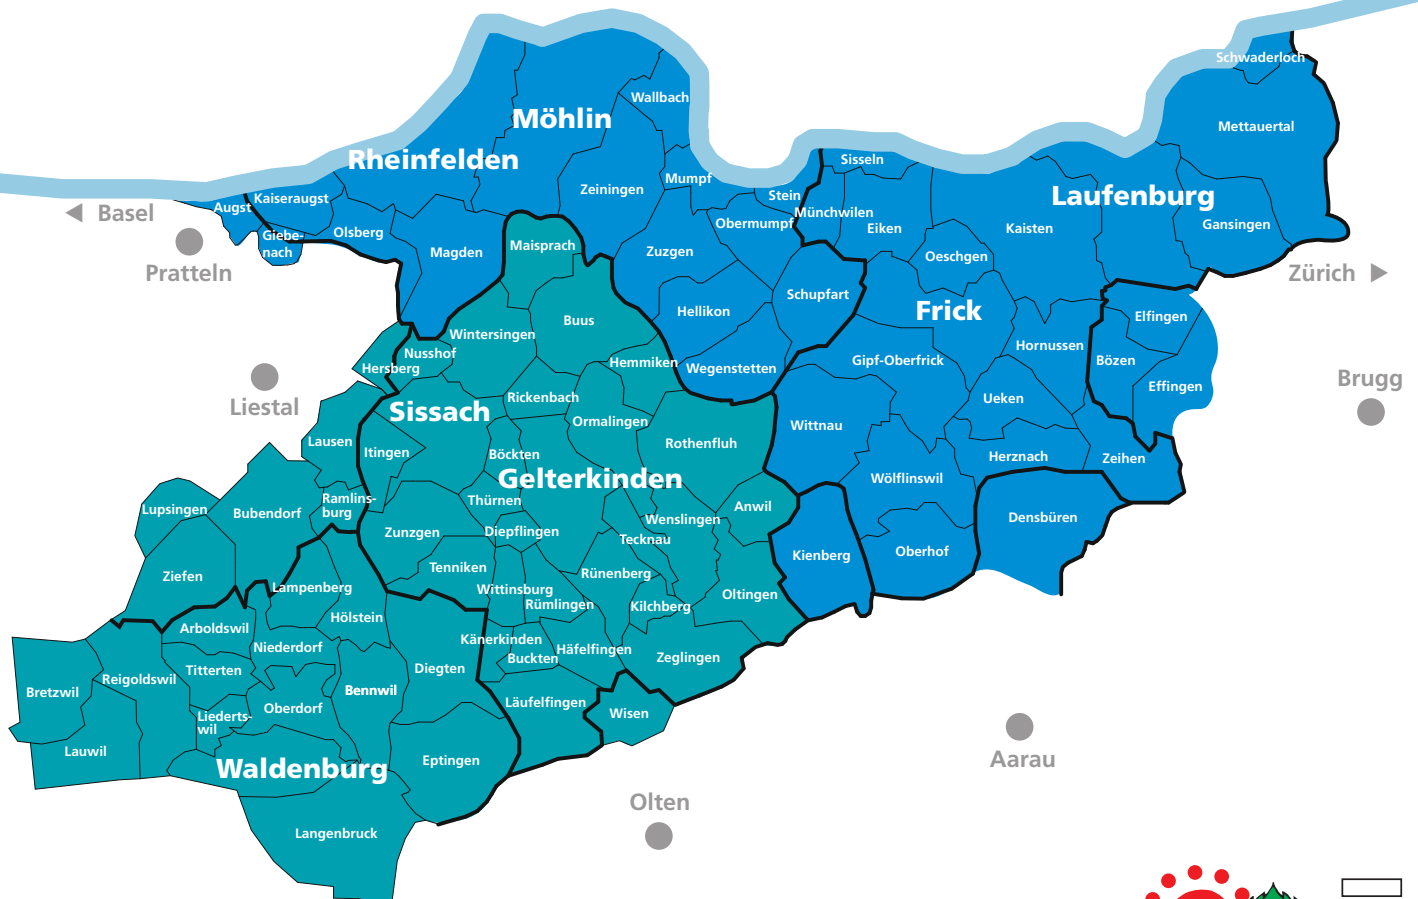 Schwaderloch
Wallbach
Möhlin
Mettauertal
Rheinfelden
Sisseln
Mumpf
Zeiningen
Stein
Laufenburg
Kaiseraugst
Augst
Basel
Münchwilen
Obermumpf
Eiken
Kaisten
Gansingen
Giebe-
nach
Olsberg
Maisprach
Magden
Zuzgen
Oeschgen
Pratteln
Zürich
Schupfart
Hellikon
Frick
Elfingen
Buus
Wintersingen
Hornussen
Nusshof
Hersberg
Hemmiken
Wegenstetten
Gipf-Oberfrick
Bözen
Effingen
Brugg
Liestal
Sissach
Rickenbach
Ueken
Ormalingen
Wittnau
Lausen
Itingen
Böckten
Rothenfluh
Herznach
Zeihen
Gelterkinden
Wölflinswil
Ramlins-
burg
Lupsingen
Bubendorf
Thürnen
Wenslingen
Anwil
Densbüren
Zunzgen
Diepflingen
Tecknau
Kienberg
Oberhof
Ziefen
Tenniken
Rünenberg
Lampenberg
Wittinsburg
Rümlingen
Kilchberg
Oltingen
Hölstein
Arboldswil
Niederdorf
Känerkinden
Buckten
Häfelfingen
Zeglingen
Titterten
Diegten
Reigoldswil
Bretzwil
Bennwil
Oberdorf
Läufelfingen
Wisen
Liederts-
wil
Lauwil
Waldenburg
Eptingen
Aarau
Olten
Langenbruck